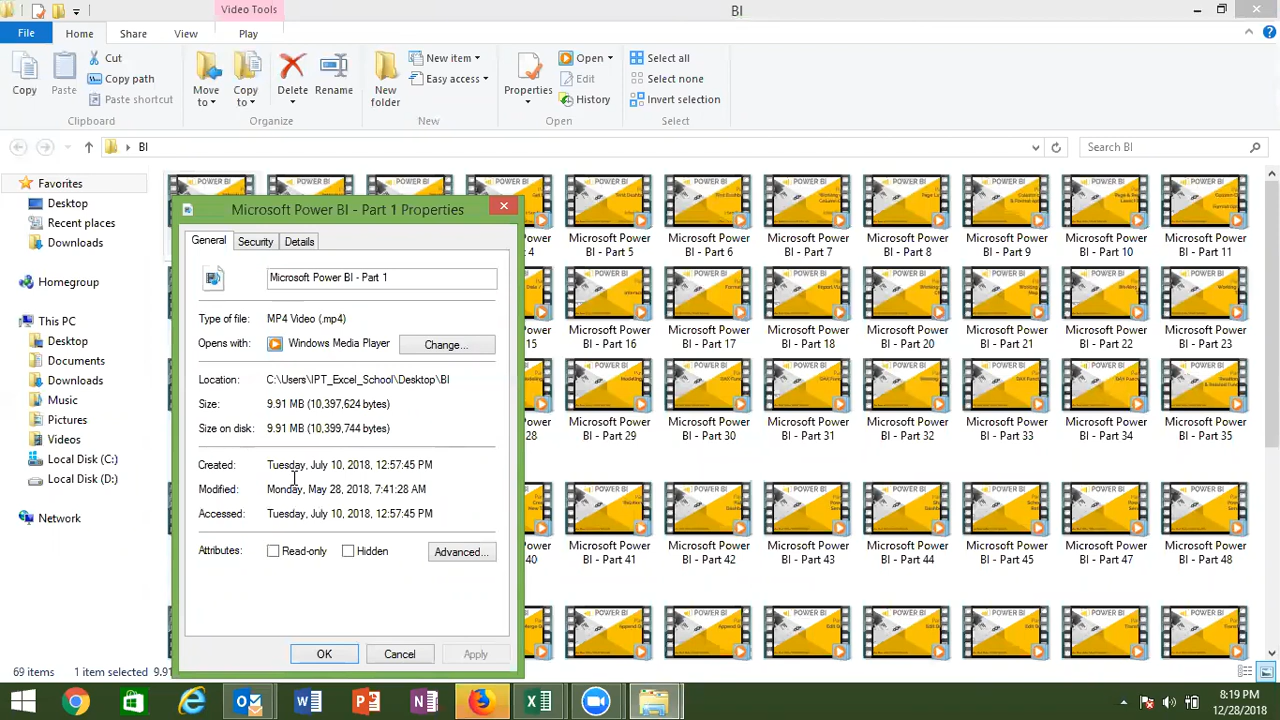 Video Tools
BI
File
Home
Share
View
Play
Copy
Paste
Cut
Copy path
Paste shortcut
Clipboard
Move to
Copy to
Delete
Rename
Organize
New folder
New item
Easy access
New
Properties
Open
Edit
History
Open
Select all
Select none
Invert selection
Select
BI
Search BI
Favorites
Desktop
Recent places
Downloads
Homegroup
This PC
Desktop
Documents
Downloads
Music
Pictures
Videos
Local Disk (C:)
Local Disk (D:)
Network
Microsoft Power BI - Part 1 Properties
General
Security
Details
Microsoft Power BI - Part 1
Type of file: MP4 Video (.mp4)
Opens with: Windows Media Player
Change...
Location: C:\Users\IPT_Excel_School\Desktop\BI
Size: 9.91 MB (10,397,624 bytes)
Size on disk: 9.91 MB (10,399,744 bytes)
Created: Tuesday, July 10, 2018, 12:57:45 PM
Modified: Monday, May 28, 2018, 7:41:28 AM
Accessed: Tuesday, July 10, 2018, 12:57:45 PM
Attributes: Read-only Hidden
Advanced...
OK
Cancel
Apply
4
Microsoft Power BI - Part 5
Microsoft Power BI - Part 6
Microsoft Power BI - Part 7
Microsoft Power BI - Part 8
Microsoft Power BI - Part 9
Microsoft Power BI - Part 10
Microsoft Power BI - Part 11
15
Microsoft Power BI - Part 16
Microsoft Power BI - Part 17
Microsoft Power BI - Part 18
Microsoft Power BI - Part 20
Microsoft Power BI - Part 21
Microsoft Power BI - Part 22
Microsoft Power BI - Part 23
28
Microsoft Power BI - Part 29
Microsoft Power BI - Part 30
Microsoft Power BI - Part 31
Microsoft Power BI - Part 32
Microsoft Power BI - Part 33
Microsoft Power BI - Part 34
Microsoft Power BI - Part 35
40
Microsoft Power BI - Part 41
Microsoft Power BI - Part 42
Microsoft Power BI - Part 43
Microsoft Power BI - Part 44
Microsoft Power BI - Part 45
Microsoft Power BI - Part 47
Microsoft Power BI - Part 48
69 items
1 item selected 9.91
8:19 PM
12/28/2018